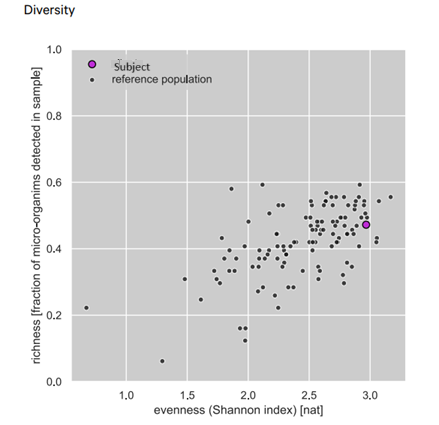 Diversity
1.0
Subject
reference population
0.8
0.6
0.4
0.2
0.0
richness [fraction of micro-organims detected in sample]
1.0 1.5 2.0 2.5 3.0
evenness (Shannon index) [nat]